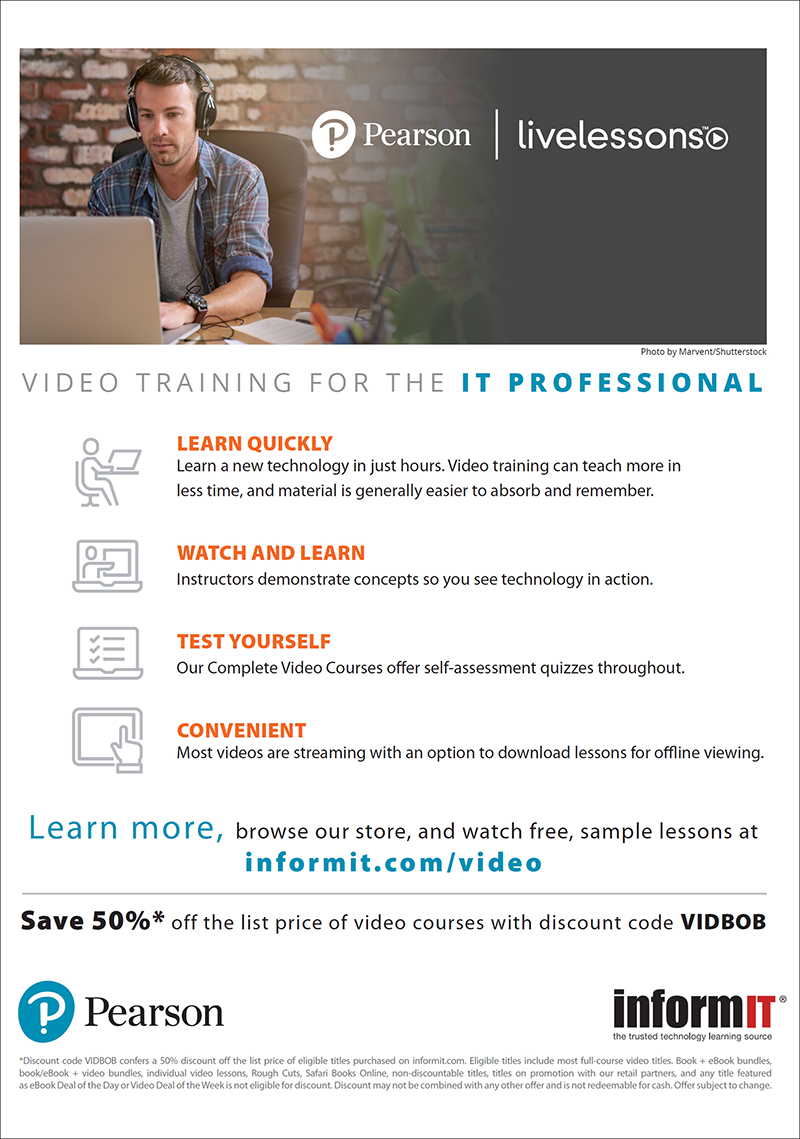 Pearson | livelessons™
Photo by Marvent/Shutterstock
VIDEO TRAINING FOR THE IT PROFESSIONAL
LEARN QUICKLY
Learn a new technology in just hours. Video training can teach more in
less time, and material is generally easier to absorb and remember.
WATCH AND LEARN
Instructors demonstrate concepts so you see technology in action.
TEST YOURSELF
Our Complete Video Courses offer self-assessment quizzes throughout.
CONVENIENT
Most videos are streaming with an option to download lessons for offline viewing.
Learn more, browse our store, and watch free, sample lessons at
informit.com/video
Save 50%* off the list price of video courses with discount code VIDBOB
Pearson
informIT®
the trusted technology learning source
*Discount code VIDBOB confers a 50% discount off the list price of eligible titles purchased on informit.com. Eligible titles include most full-course video titles. Book + eBook bundles,
book/eBook + video bundles, individual video lessons, Rough Cuts, Safari Books Online, non-discountable titles, titles on promotion with our retail partners, and any title featured
as eBook Deal of the Day or Video Deal of the Week is not eligible for discount. Discount may not be combined with any other offer and is not redeemable for cash. Offer subject to change.